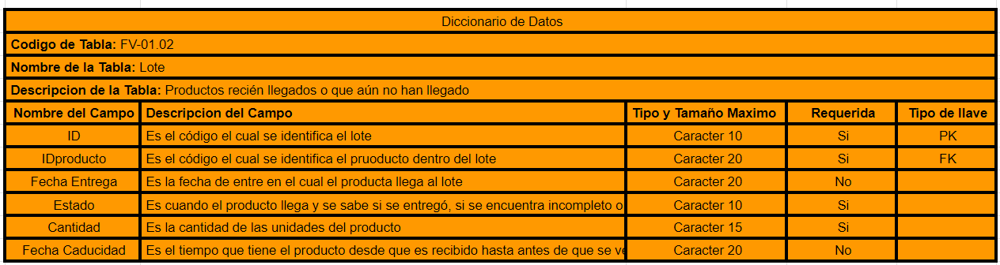 Diccionario de Datos
Codigo de Tabla: FV-01.02
Nombre de la Tabla: Lote
Descripcion de la Tabla: Productos recién llegados o que aún no han llegado
Nombre del Campo Descripcion del Campo Tipo y Tamaño Maximo Requerida Tipo de llave
ID Es el código el cual se identifica el lote Caracter 10 Si PK
IDproducto Es el código el cual se identifica el pruoducto dentro del lote Caracter 20 Si FK
Fecha Entrega Es la fecha de entre en el cual el producta llega al lote Caracter 20 No
Estado Es cuando el producto llega y se sabe si se entregó, si se encuentra incompleto o Caracter 10 Si
Cantidad Es la cantidad de las unidades del producto Caracter 15 Si
Fecha Caducidad Es el tiempo que tiene el producto desde que es recibido hasta antes de que se Caracter 20 No